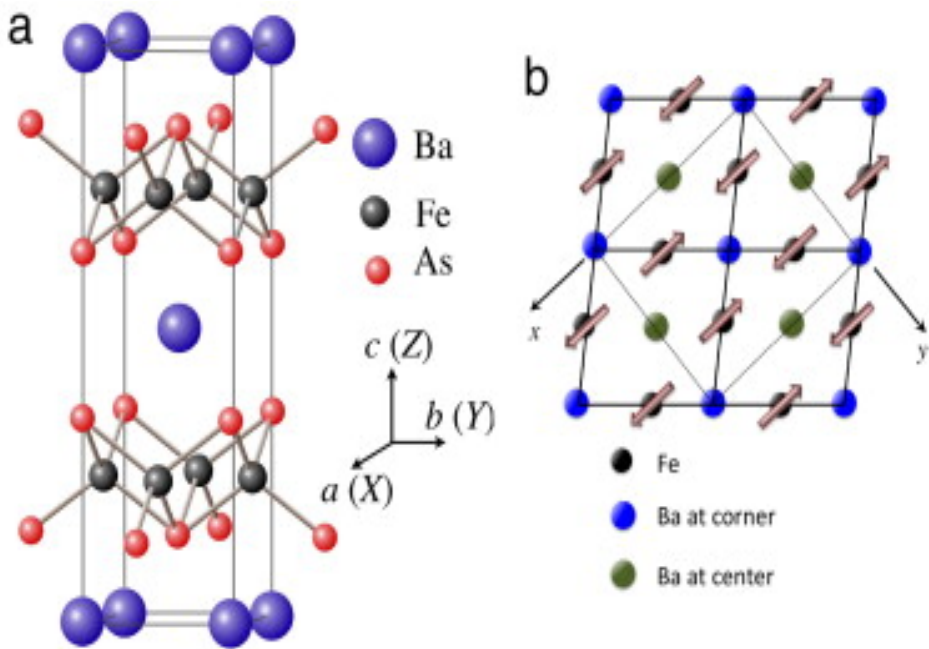 a
Ba
Fe
As
c (Z)
b (Y)
a (X)
b
x
y
Fe
Ba at corner
Ba at center